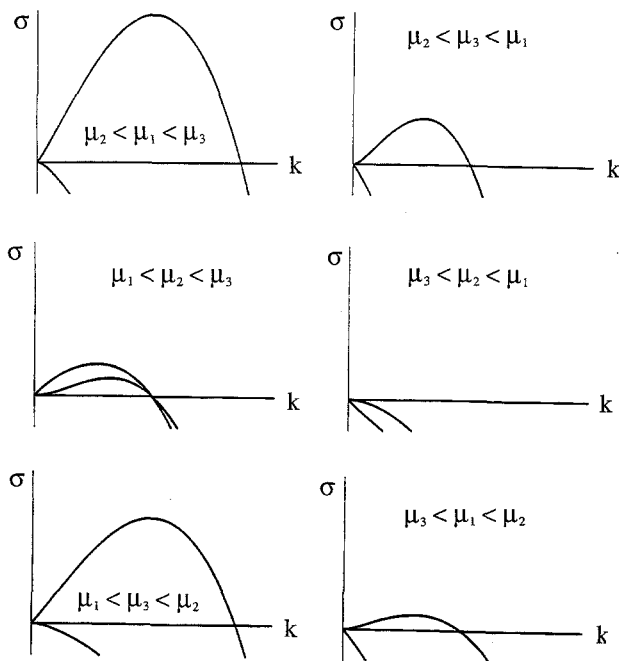 σ
μ₂ < μ₁ < μ₃
k
σ
μ₂ < μ₃ < μ₁
k
σ
μ₁ < μ₂ < μ₃
k
σ
μ₃ < μ₂ < μ₁
k
σ
μ₁ < μ₃ < μ₂
k
σ
μ₃ < μ₁ < μ₂
k